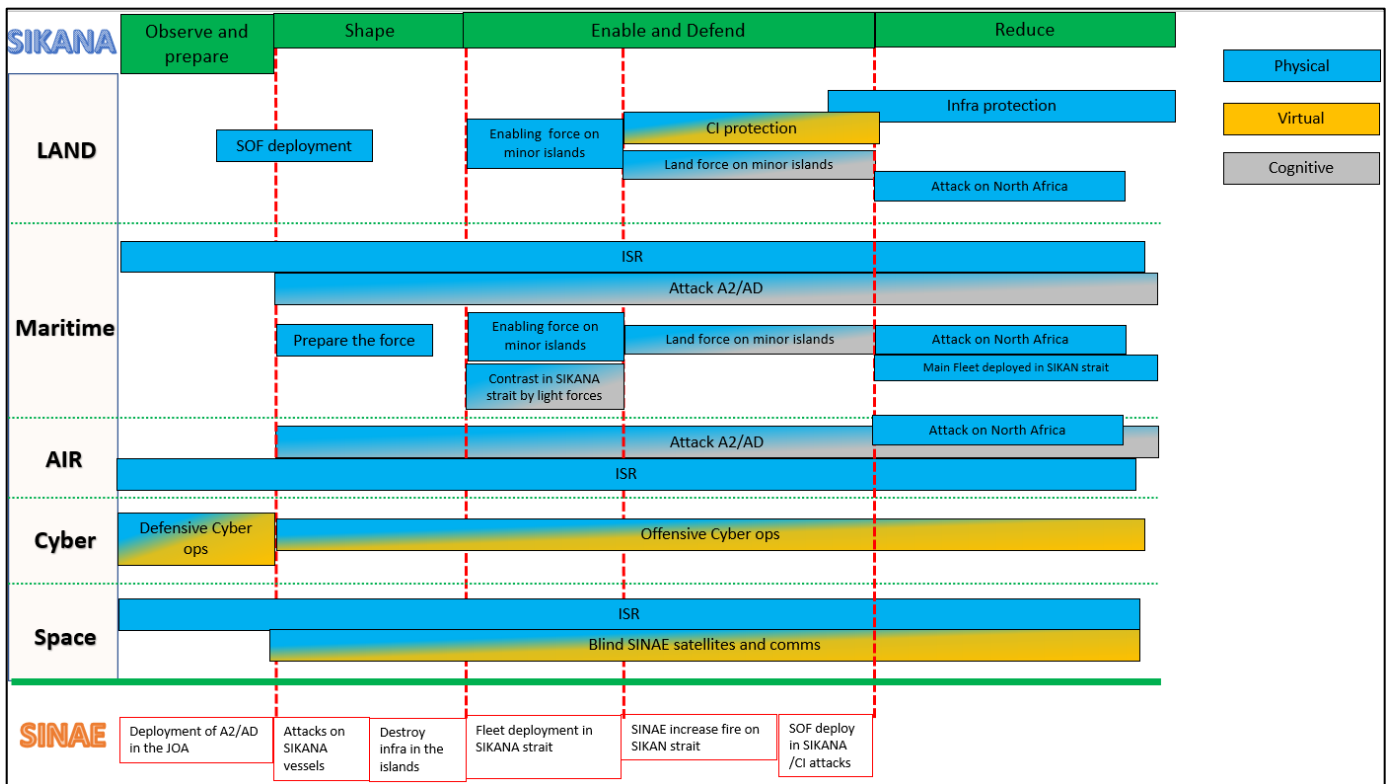 SIKANA
Observe and
prepare
Shape
Enable and Defend
Reduce
Physical
Virtual
Cognitive
LAND
SOF deployment
Enabling  force on
minor islands
CI protection
Land force on minor islands
Infra protection
Attack on North Africa
Maritime
ISR
Attack A2/AD
Prepare the force
Enabling force on
minor islands
Contrast in SIKANA
strait by light forces
Land force on minor islands
Attack on North Africa
Main Fleet deployed in SIKAN strait
AIR
Attack A2/AD
Attack on North Africa
ISR
Cyber
Defensive Cyber
ops
Offensive Cyber ops
Space
ISR
Blind SINAE satellites and comms
SINAE
Deployment of A2/AD
in the JOA
Attacks on
SIKANA
vessels
Destroy
infra in the
islands
Fleet deployment in
SIKANA strait
SINAE increase fire on
SIKAN strait
SOF deploy
in SIKANA
/CI attacks